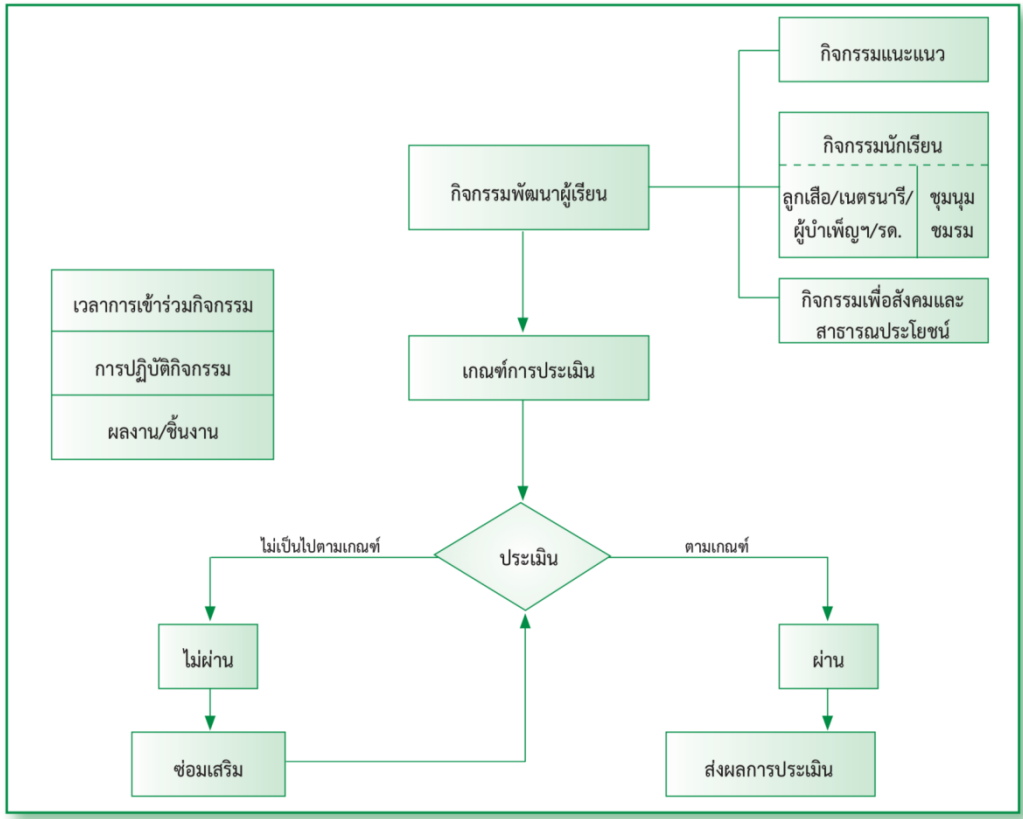 กิจกรรมแนะแนว
กิจกรรมนักเรียน
ลูกเสือ/เนตรนารี/
ผู้บำเพ็ญฯ/รด.
ชุมนุม
ชมรม
กิจกรรมเพื่อสังคมและ
สาธารณประโยชน์
กิจกรรมพัฒนาผู้เรียน
เวลาการเข้าร่วมกิจกรรม
การปฏิบัติกิจกรรม
ผลงาน/ชิ้นงาน
เกณฑ์การประเมิน
ประเมิน
ไม่เป็นไปตามเกณฑ์
ตามเกณฑ์
ไม่ผ่าน
ผ่าน
ซ่อมเสริม
ส่งผลการประเมิน